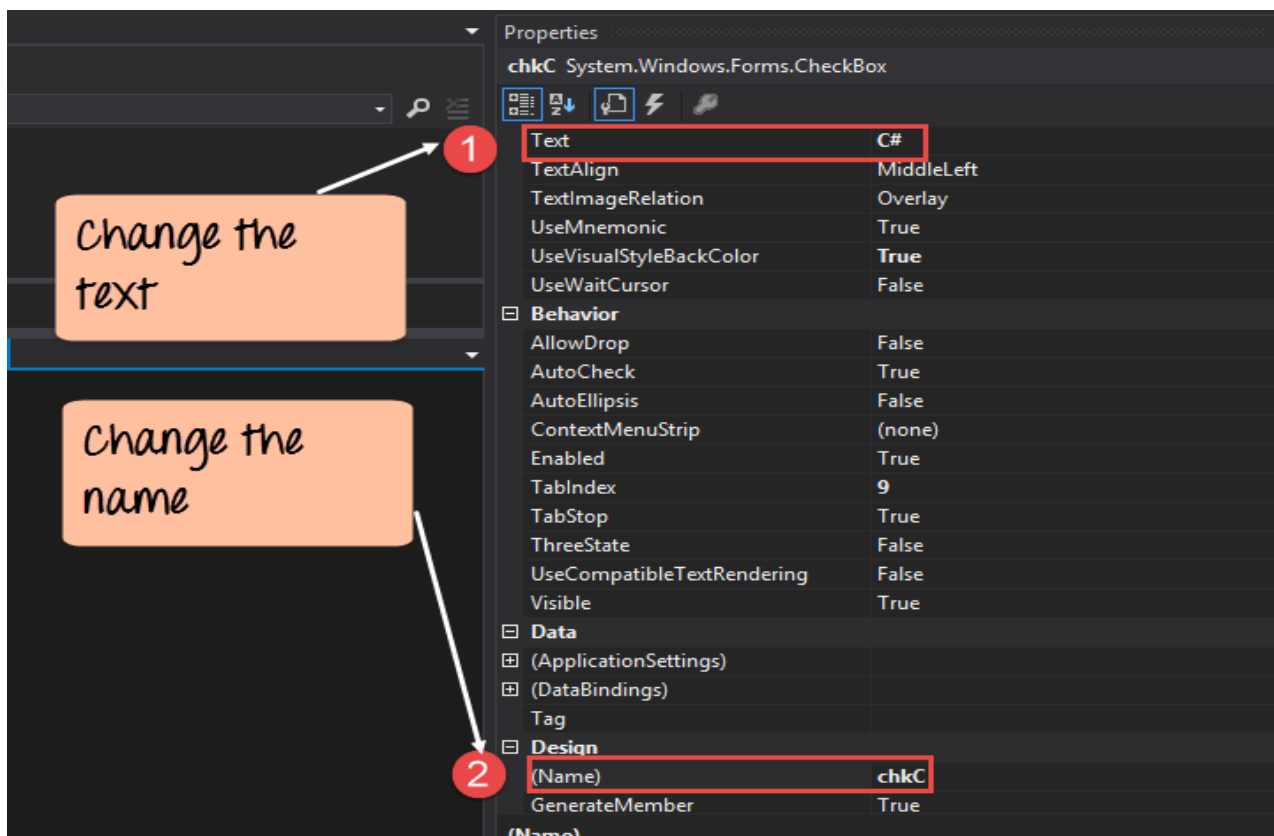 Properties
chkC System.Windows.Forms.CheckBox
Text C#
TextAlign MiddleLeft
TextImageRelation Overlay
UseMnemonic True
UseVisualStyleBackColor True
UseWaitCursor False
Behavior
AllowDrop False
AutoCheck True
AutoEllipsis False
ContextMenuStrip (none)
Enabled True
TabIndex 9
TabStop True
ThreeState False
UseCompatibleTextRendering False
Visible True
Data
(ApplicationSettings)
(DataBindings)
Tag
Design
(Name) chkC
GenerateMember True
(Name)
1
Change the
text
2
Change the
name